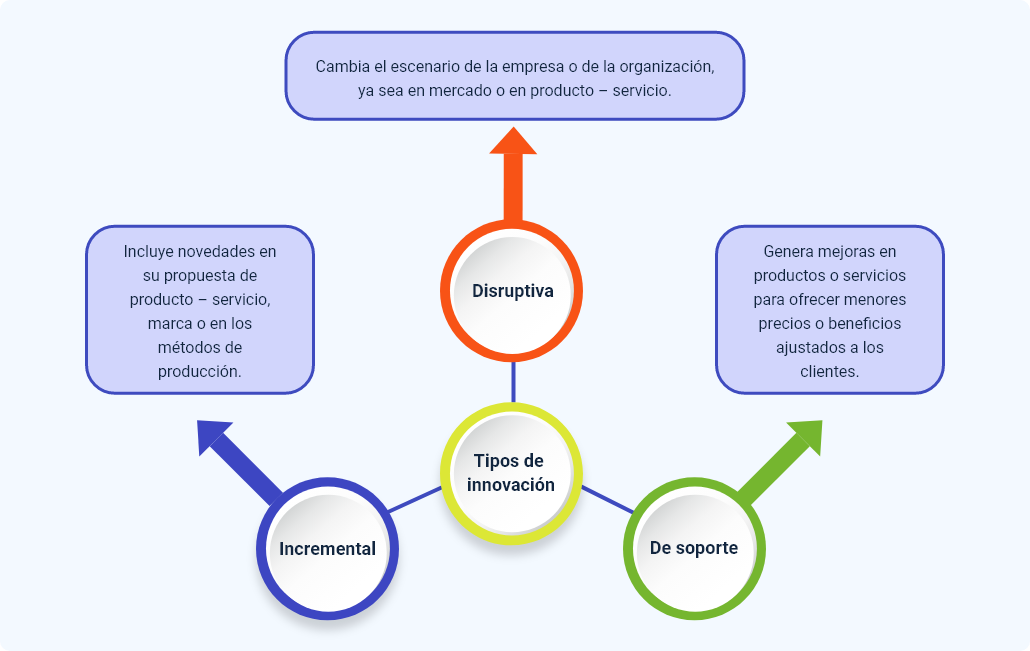 Cambia el escenario de la empresa o de la organización,
ya sea en mercado o en producto – servicio.
Incluye novedades en
su propuesta de
producto – servicio,
marca o en los
métodos de
producción.
Disruptiva
Genera mejoras en
productos o servicios
para ofrecer menores
precios o beneficios
ajustados a los
clientes.
Tipos de
innovación
Incremental
De soporte